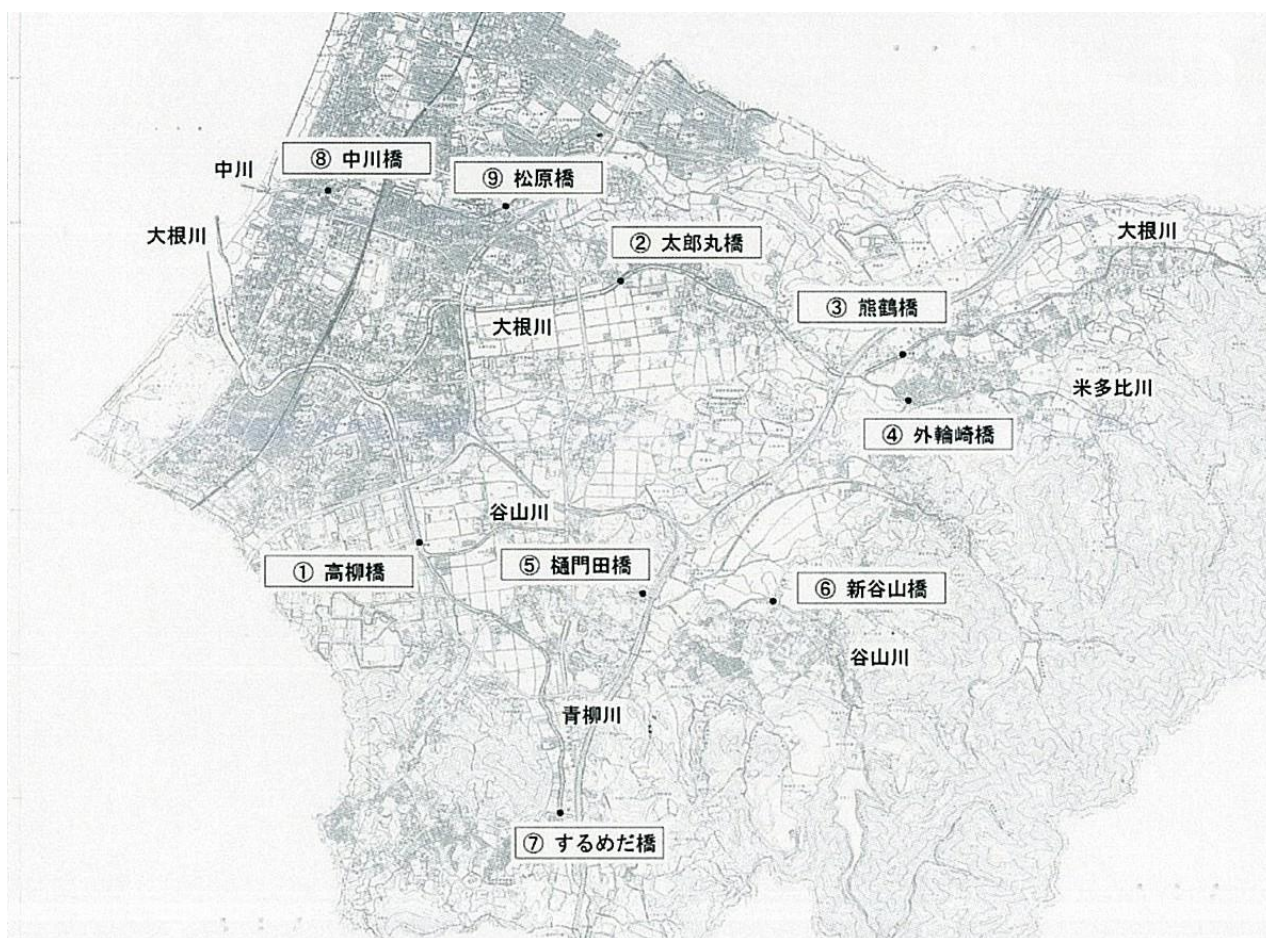 ⑧ 中川橋
中川
⑨ 松原橋
大根川
② 太郎丸橋
大根川
③ 熊鶴橋
大根川
米多比川
④ 外輪崎橋
谷山川
① 高柳橋
⑤ 樋門田橋
⑥ 新谷山橋
谷山川
青柳川
⑦ するめだ橋